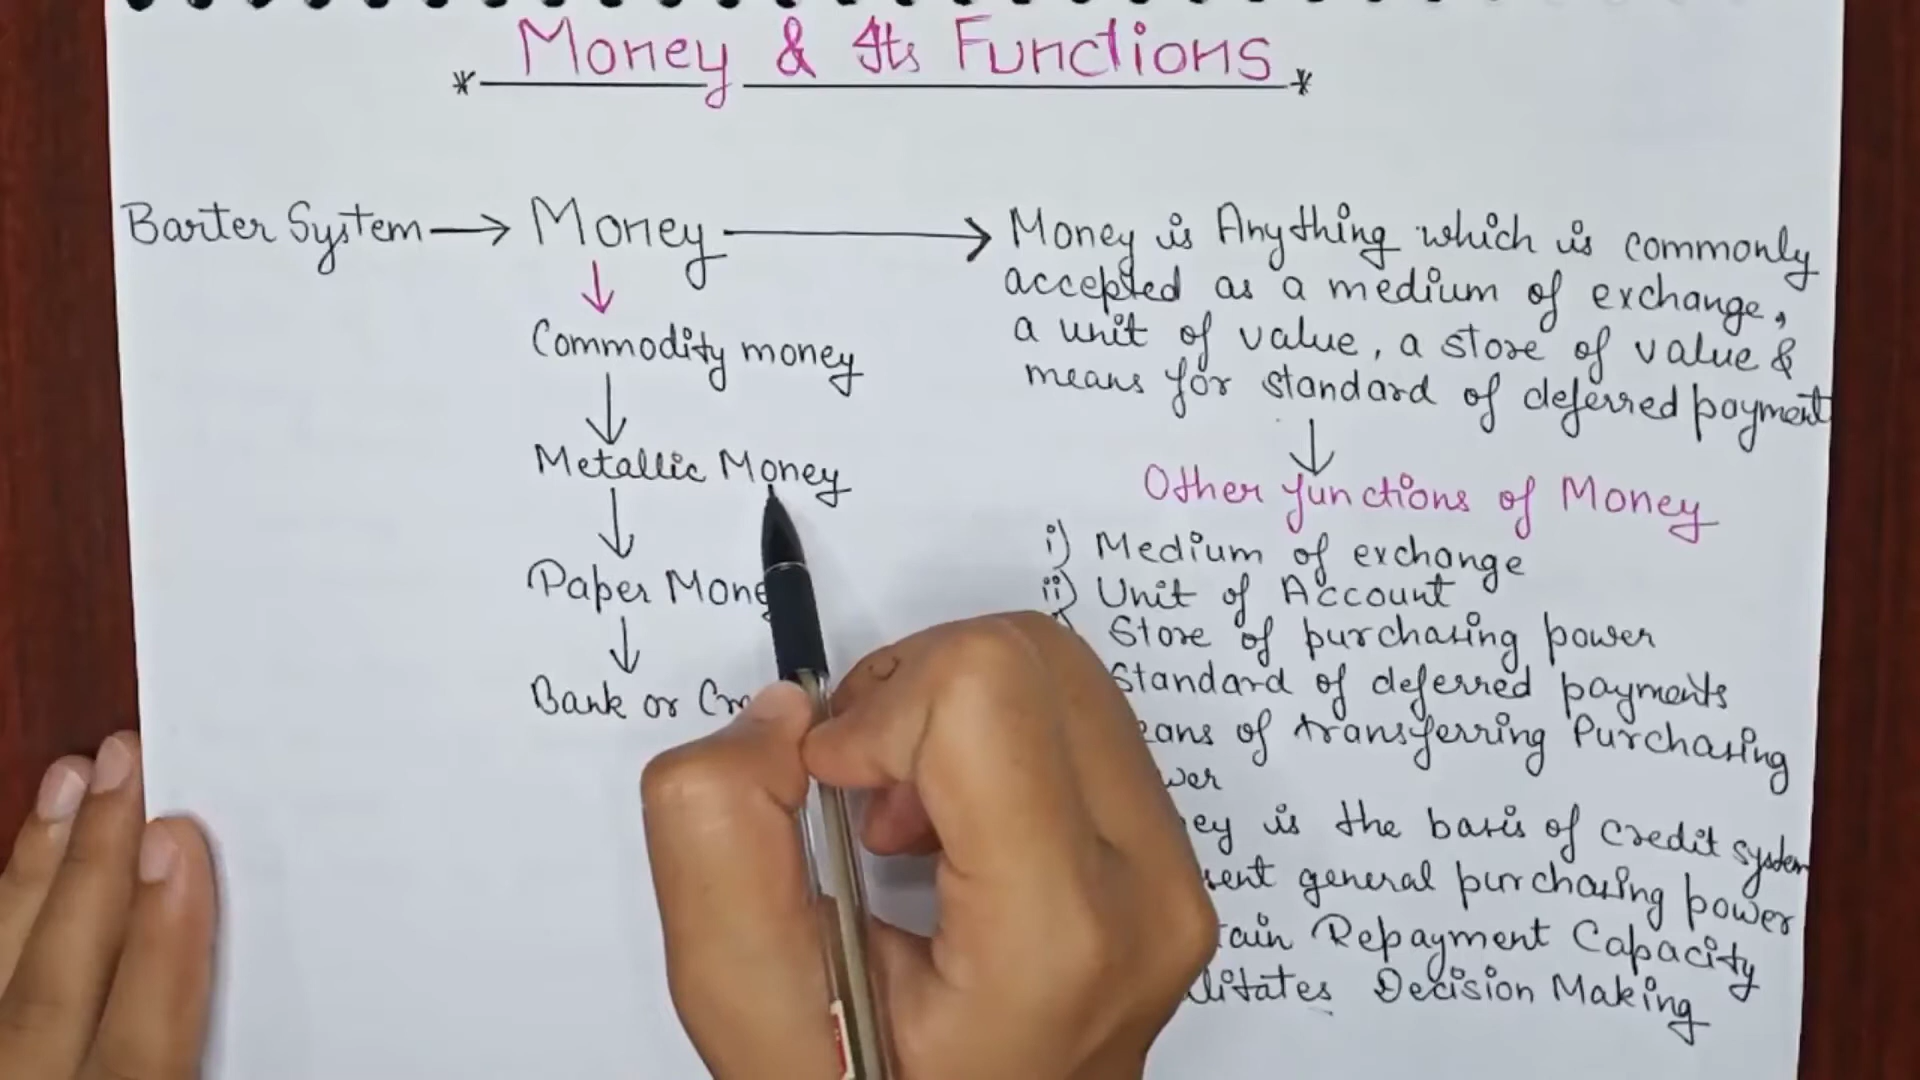 Money & Its Functions
Barter System → Money →
Commodity money
Metallic Money
Paper
Bank or
Money is Anything which is commonly
accepted as a medium of exchange,
a unit of value, a store of value &
means for standard of deferred payment
Other functions of Money
i) Medium of exchange
ii) Unit of Account
Store of purchasing power
Standard of deferred payments
of transferring Purchasing
is the basis of credit system
general purchasing power
Repayment Capacity
Decision Making